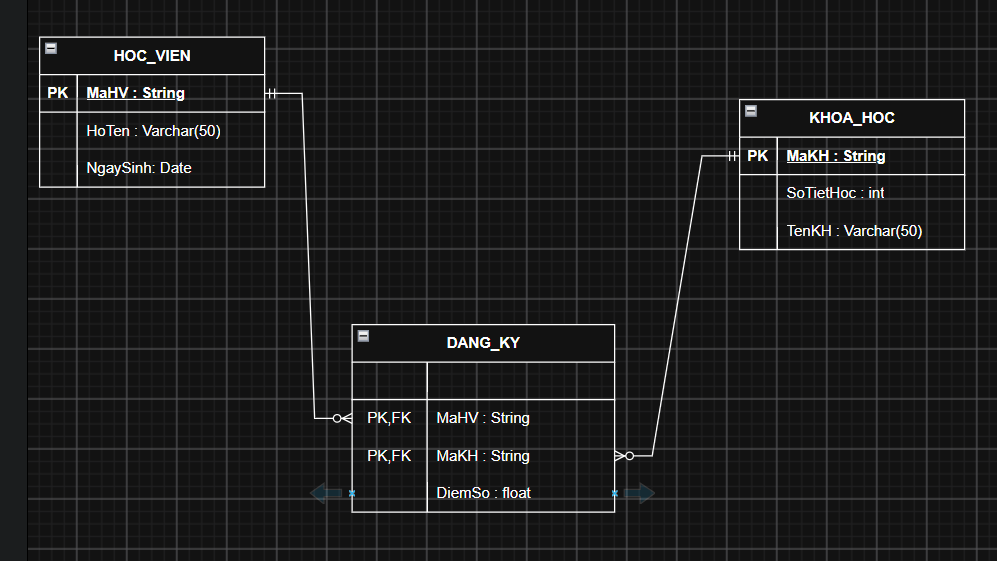 HOC_VIEN
PK MaHV : String
HoTen : Varchar(50)
NgaySinh: Date
KHOA_HOC
PK MaKH : String
SoTietHoc : int
TenKH : Varchar(50)
DANG_KY
PK,FK MaHV : String
PK,FK MaKH : String
DiemSo : float